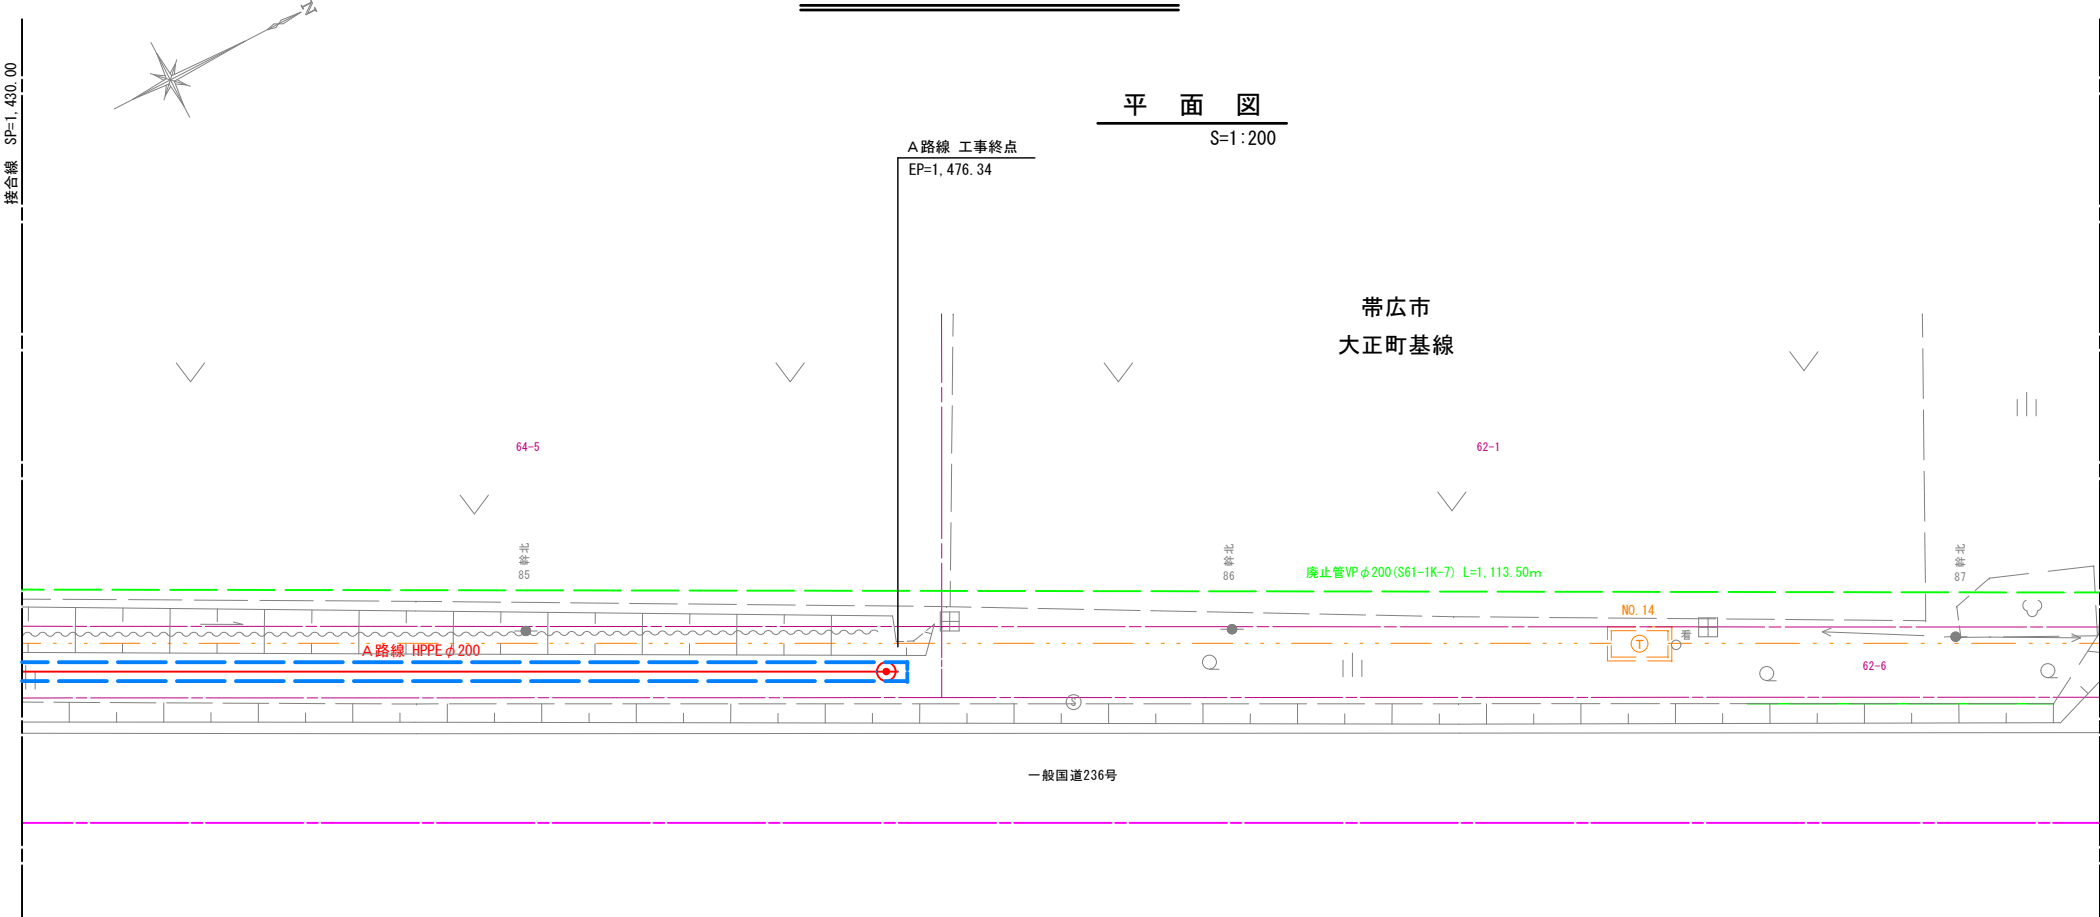 N
接合線 SP=1,430.00
平 面 図
S=1:200
A路線 工事終点
EP=1,476.34
帯広市
大正町基線
64-5
62-1
幹北
85
幹北
86
廃止管VPφ200(S61-1K-7) L=1,113.50m
幹北
87
NO.14
看
T
A路線 HPPEφ200
62-6
S
一般国道236号